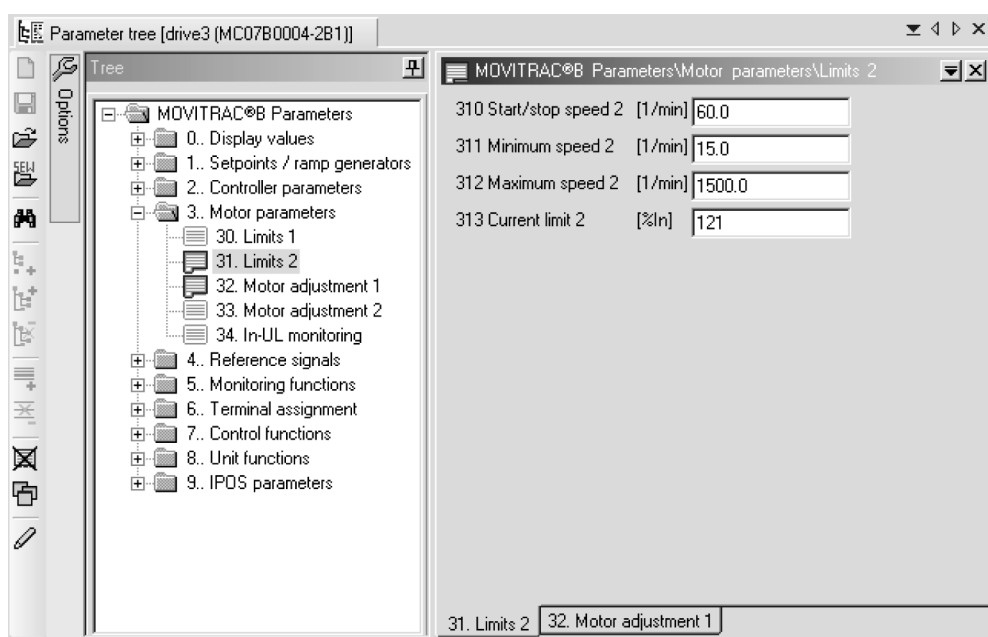 Parameter tree [drive3 (MC07B0004-2B1)]
Options
SEW
Tree
MOVITRAC®B Parameters
0.. Display values
1.. Setpoints / ramp generators
2.. Controller parameters
3.. Motor parameters
30. Limits 1
31. Limits 2
32. Motor adjustment 1
33. Motor adjustment 2
34. In-UL monitoring
4.. Reference signals
5.. Monitoring functions
6.. Terminal assignment
7.. Control functions
8.. Unit functions
9.. IPOS parameters
MOVITRAC®B Parameters\Motor parameters\Limits 2
310 Start/stop speed 2 [1/min] 60.0
311 Minimum speed 2 [1/min] 15.0
312 Maximum speed 2 [1/min] 1500.0
313 Current limit 2 [%In] 121
31. Limits 2 32. Motor adjustment 1